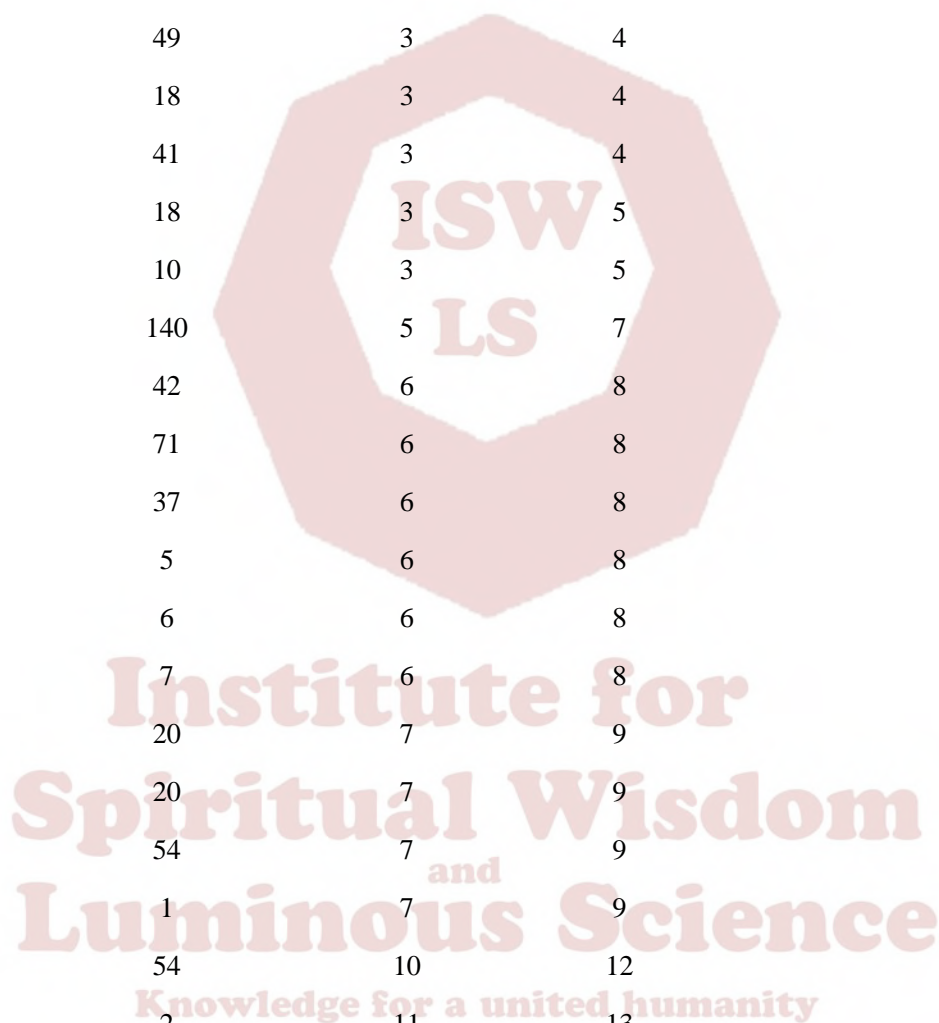 49 3 4
18 3 4
41 3 4
ISW
18 3 5
10 3 5
LS
140 5 7
42 6 8
71 6 8
37 6 8
5 6 8
6 6 8
7 6 8
Institute for
20 7 9
20 7 9
Spiritual Wisdom
54 7 9
and
1 7 9
Luminous Science
54 10 12
Knowledge for a united humanity
2 11 13